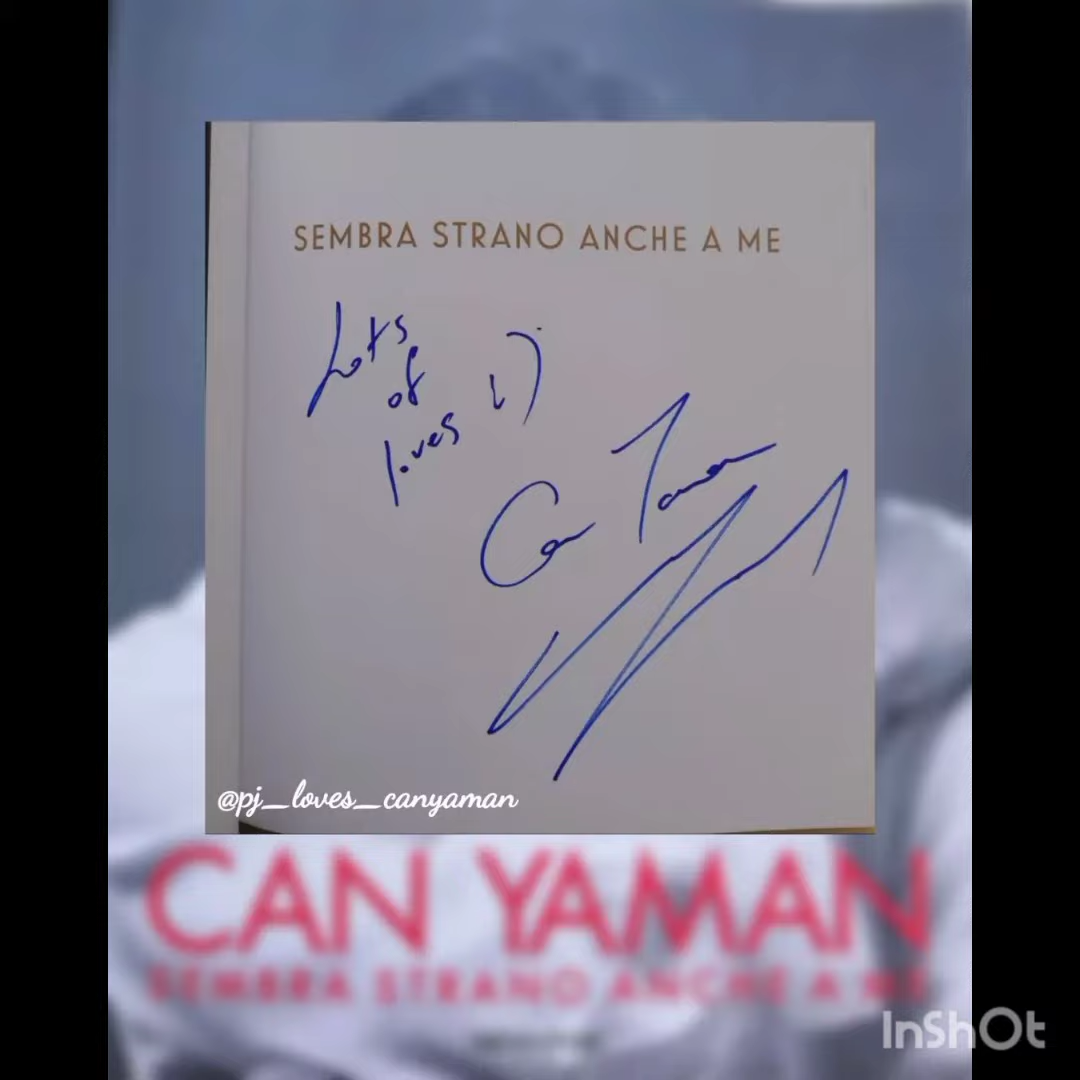 SEMBRA STRANO ANCHE A ME
Lots
of
loves :)
Can Yaman
@pj_loves_canyaman
CAN YAMAN
SEMBRA STRANO ANCHE A ME
InShOt